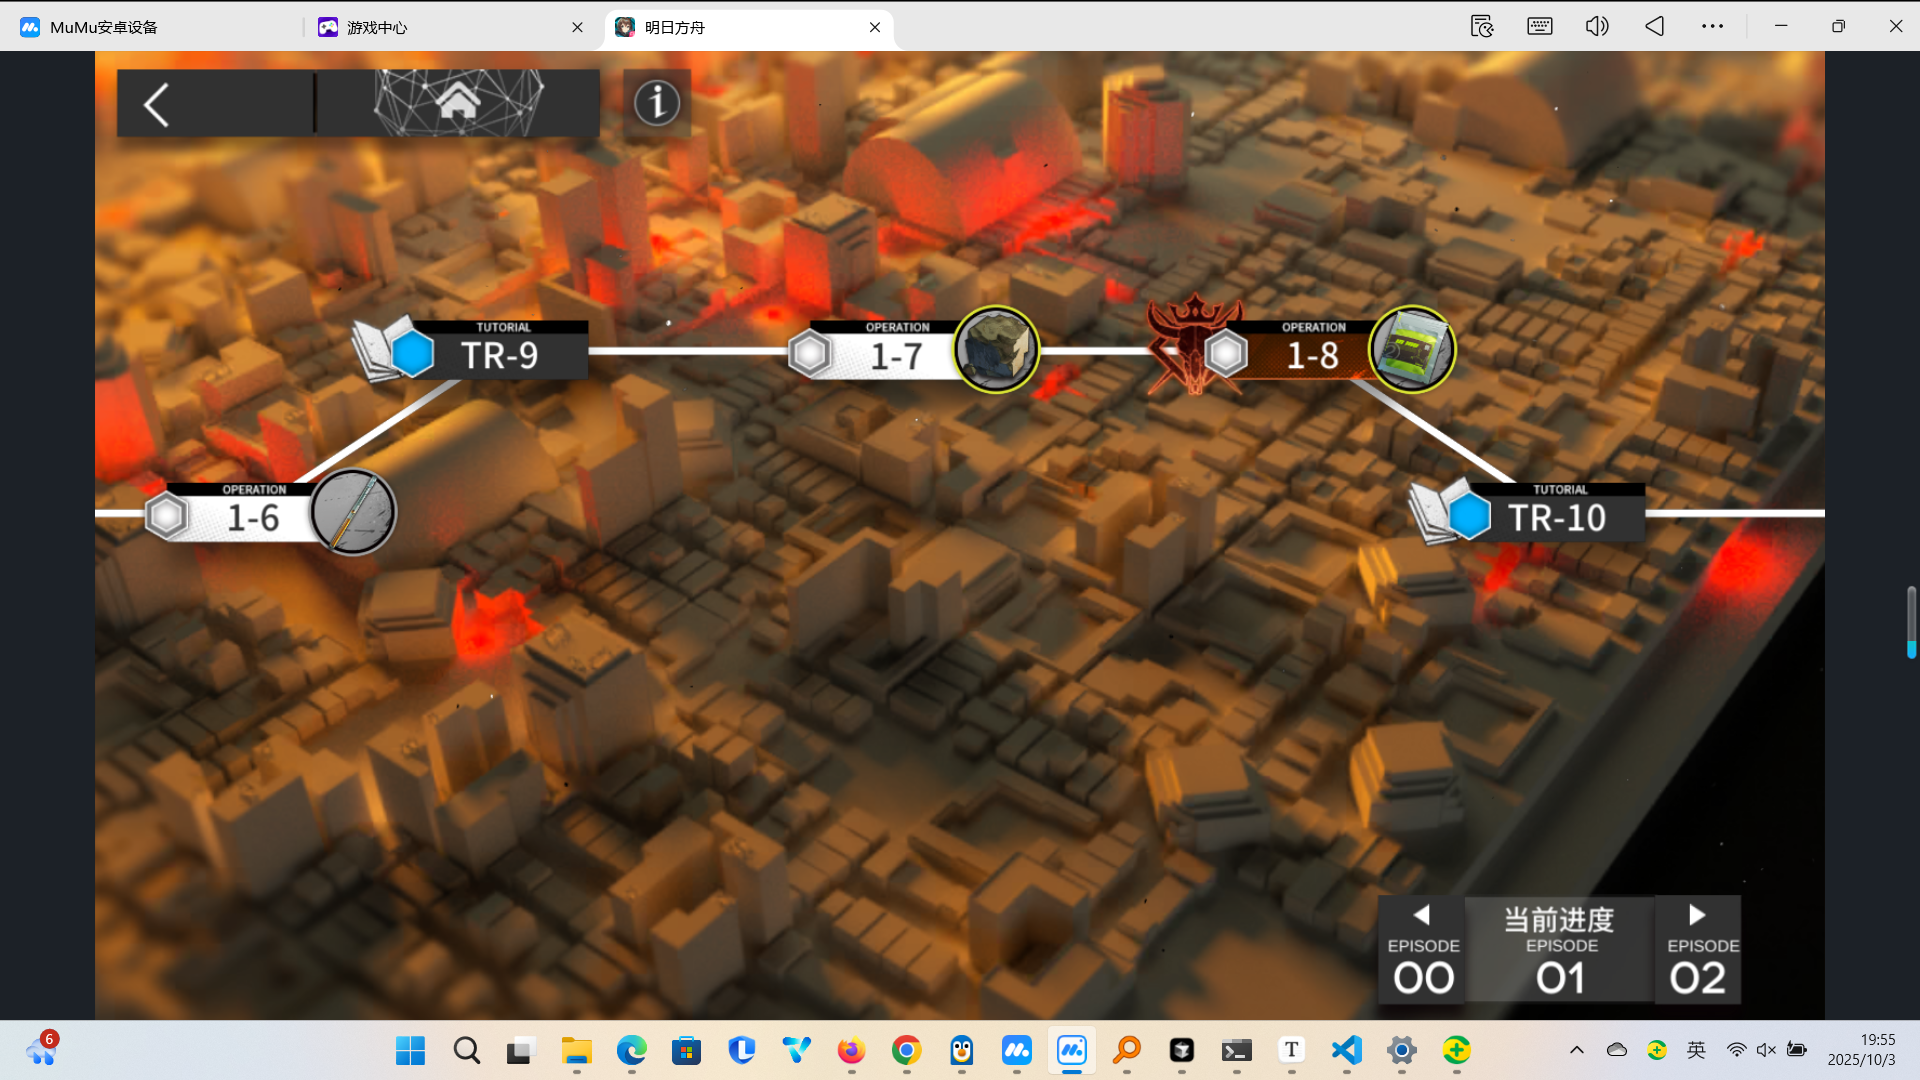 MuMu安卓设备
游戏中心
明日方舟
TUTORIAL
TR-9
OPERATION
1-7
OPERATION
1-8
OPERATION
1-6
TUTORIAL
TR-10
EPISODE
00
当前进度
EPISODE
01
EPISODE
02
6
英
19:55
2025/10/3